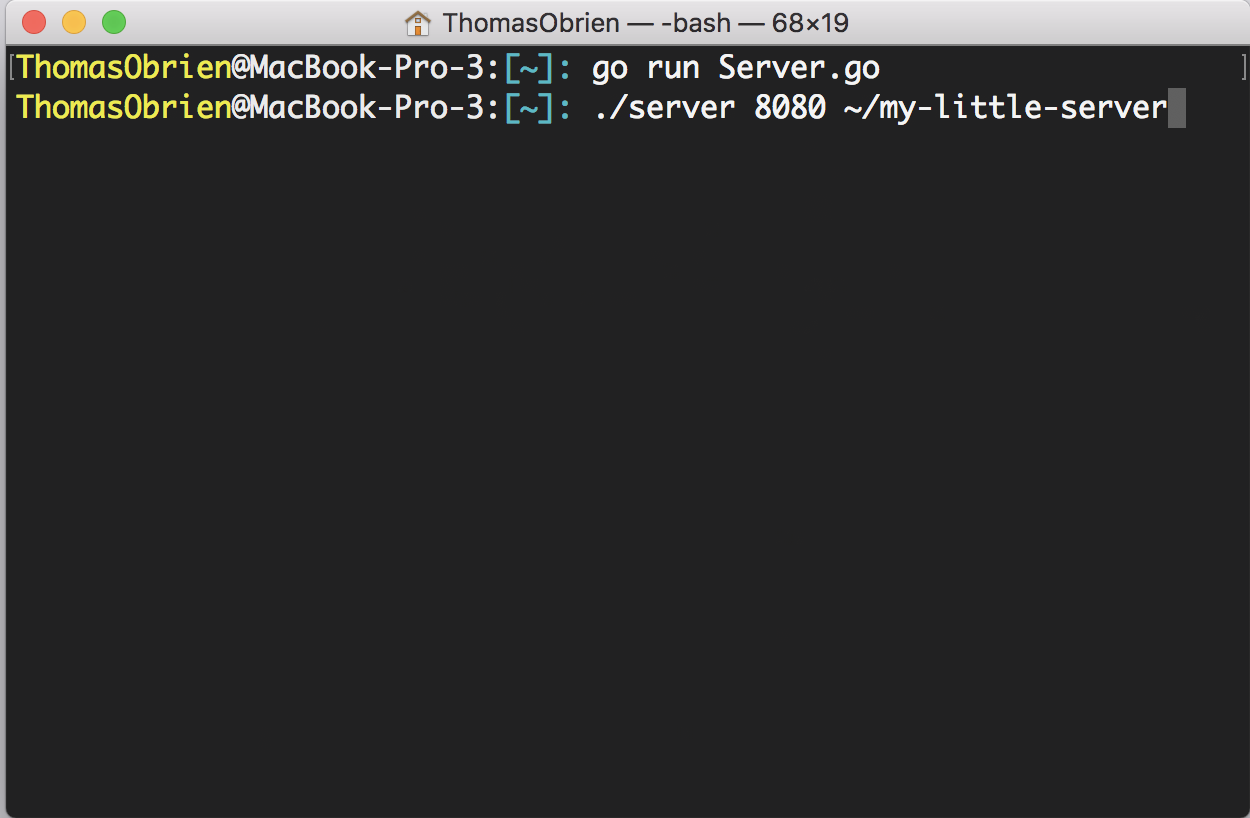 ThomasObrien — -bash — 68×19
[ThomasObrien@MacBook-Pro-3:[~]: go run Server.go ]
ThomasObrien@MacBook-Pro-3:[~]: ./server 8080 ~/my-little-server